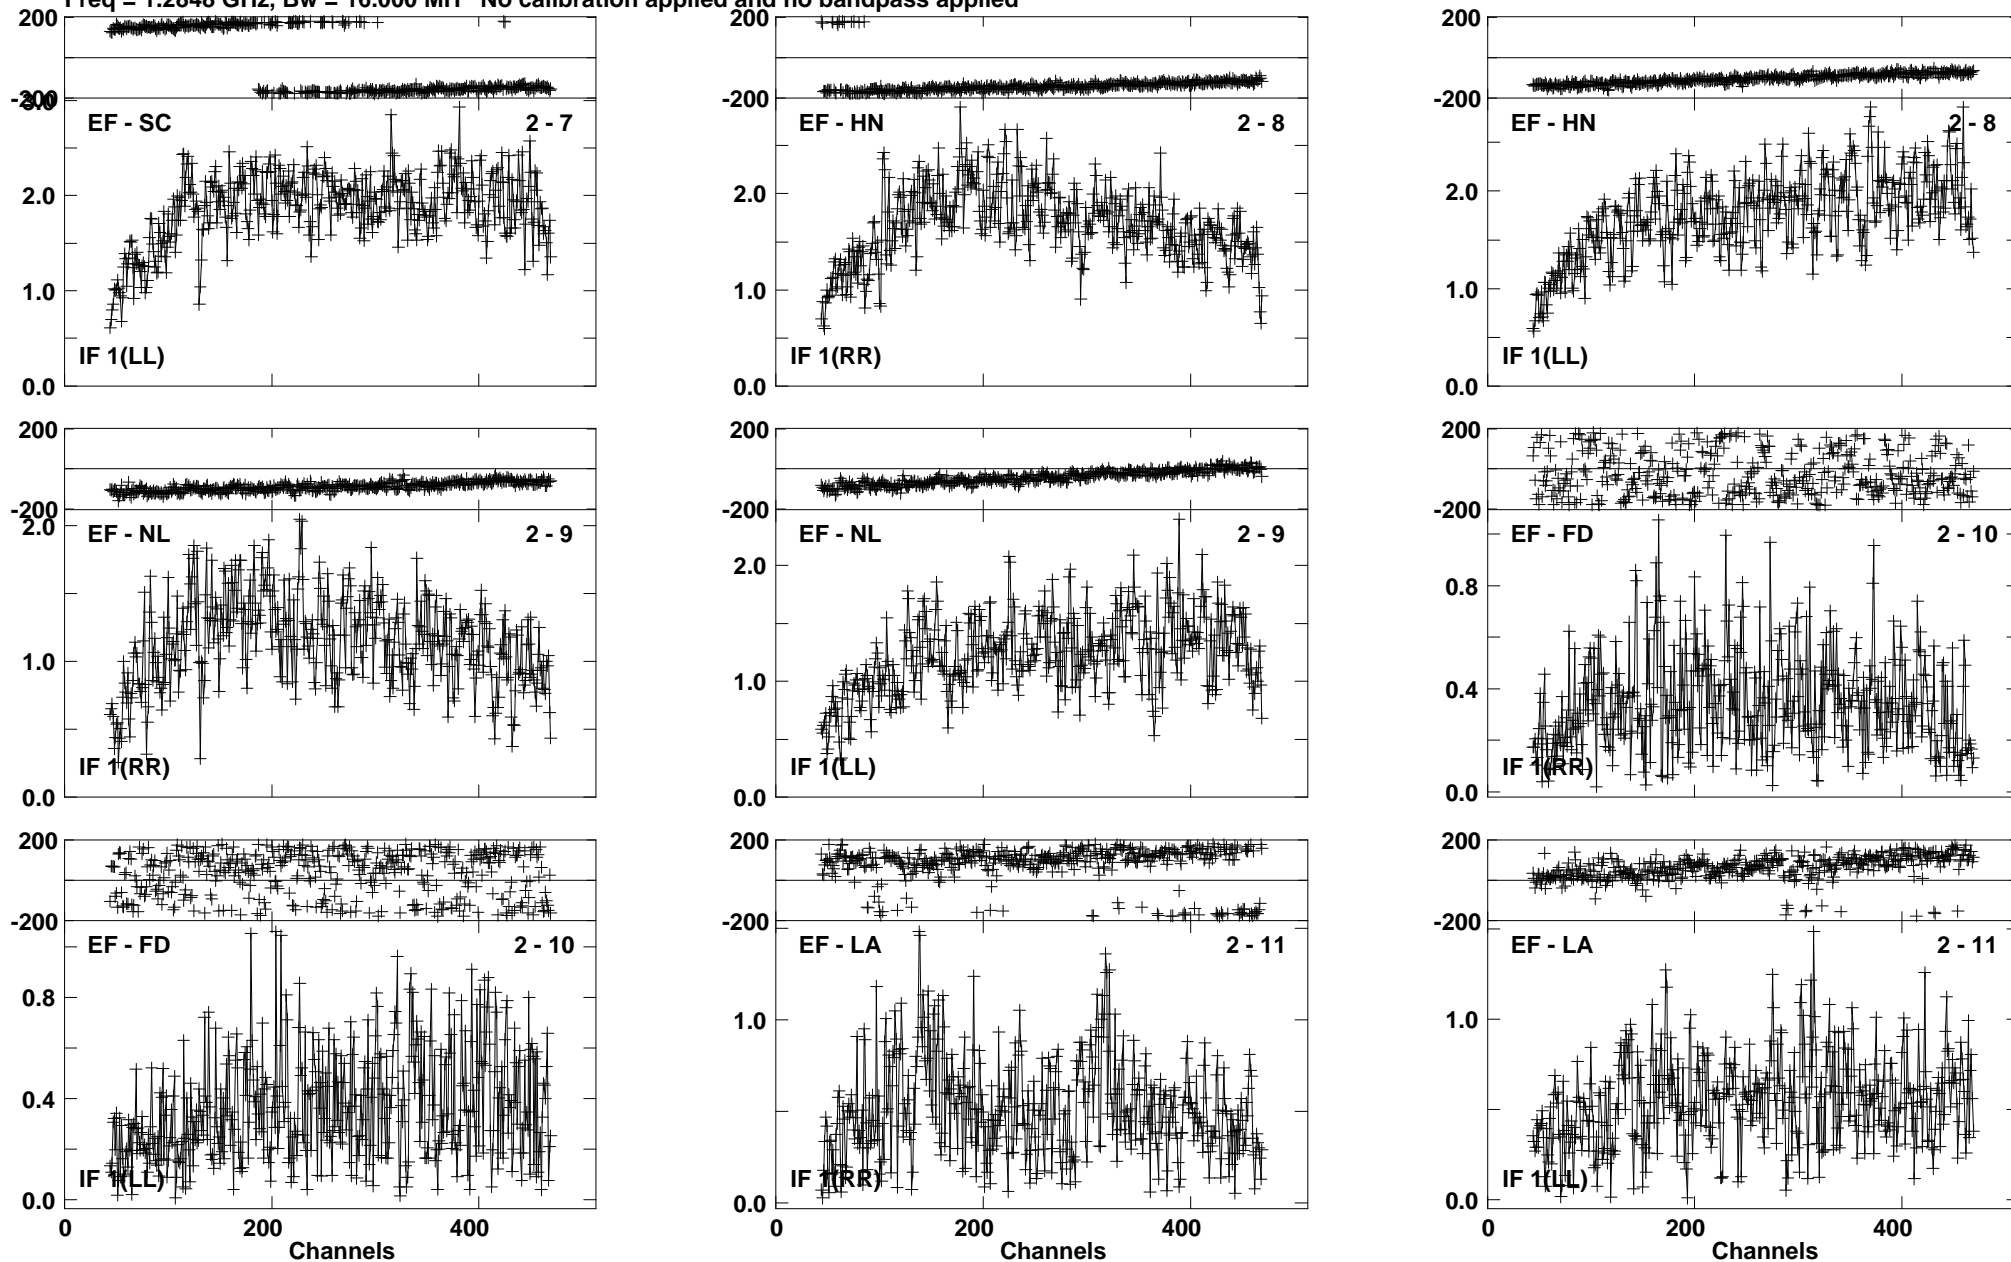 Freq = 1.2848 GHz, Bw = 16.000 MH No calibration applied and no bandpass applied
200
-200
3.0
2.0
1.0
0.0
EF - SC 2 - 7
IF 1(LL)
200
-200
2.0
1.0
0.0
EF - HN 2 - 8
IF 1(RR)
200
-200
2.0
1.0
0.0
EF - HN 2 - 8
IF 1(LL)
200
-200
2.0
1.0
0.0
EF - NL 2 - 9
IF 1(RR)
200
-200
2.0
1.0
0.0
EF - NL 2 - 9
IF 1(LL)
200
-200
0.8
0.4
0.0
EF - FD 2 - 10
IF 1(RR)
200
-200
0.8
0.4
0.0
EF - FD 2 - 10
IF 1(LL)
0 200 400
Channels
200
-200
1.0
0.0
EF - LA 2 - 11
IF 1(RR)
0 200 400
Channels
200
-200
1.0
0.0
EF - LA 2 - 11
IF 1(LL)
0 200 400
Channels